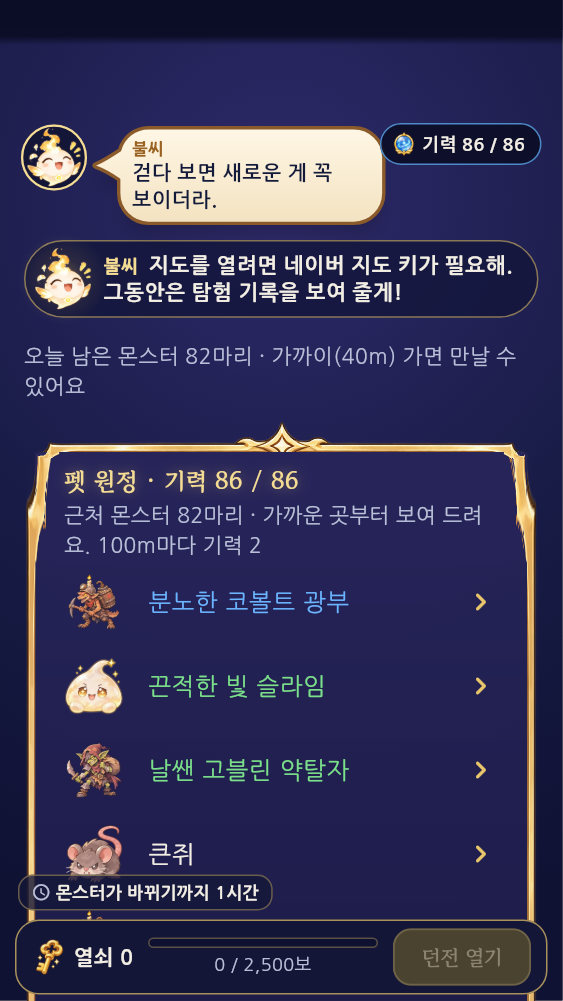 불씨
걷다 보면 새로운 게 꼭
보이더라.
기력 86 / 86
불씨 지도를 열려면 네이버 지도 키가 필요해.
그동안은 탐험 기록을 보여 줄게!
오늘 남은 몬스터 82마리 · 가까이(40m) 가면 만날 수
있어요
펫 원정 · 기력 86 / 86
근처 몬스터 82마리 · 가까운 곳부터 보여 드려
요. 100m마다 기력 2
분노한 코볼트 광부
끈적한 빛 슬라임
날쌘 고블린 약탈자
큰쥐
몬스터가 바뀌기까지 1시간
열쇠 0
0 / 2,500보
던전 열기